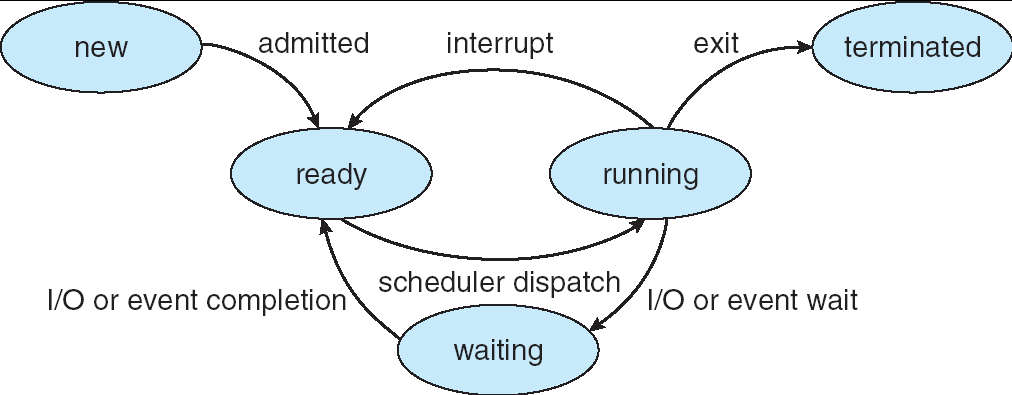 new
admitted
interrupt
exit
terminated
ready
running
scheduler dispatch
I/O or event completion
I/O or event wait
waiting